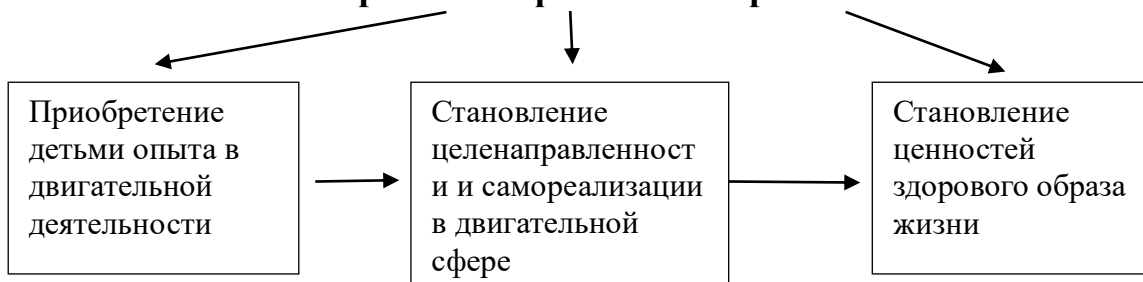 Приобретение
детьми опыта в
двигательной
деятельности
Становление
целенаправленност
и и самореализации
в двигательной
сфере
Становление
ценностей
здорового образа
жизни